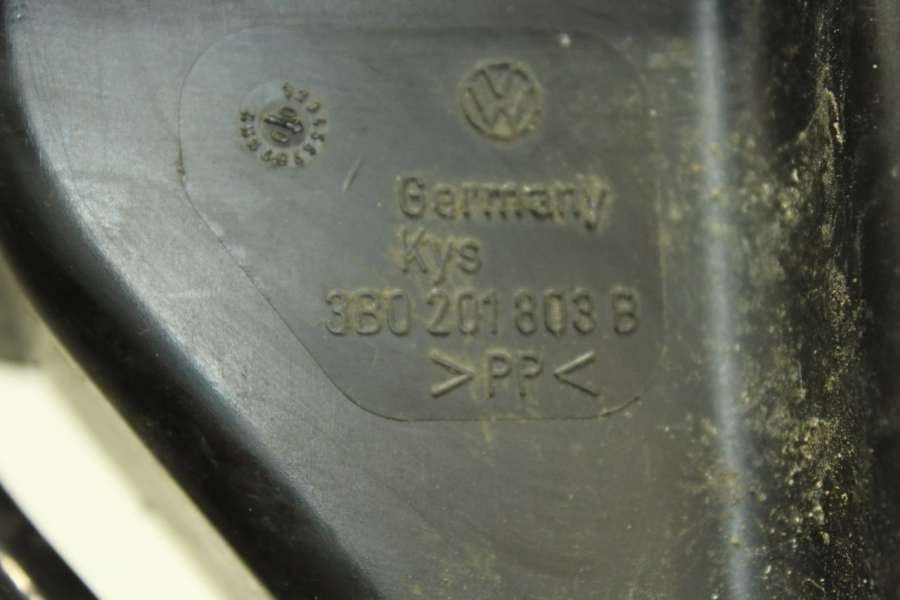 Germany
Kys
3B0 201 803 B
>PP<